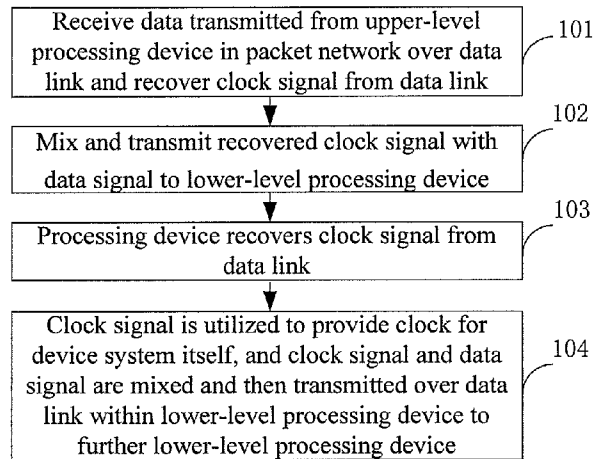 Receive data transmitted from upper-level
processing device in packet network over data
link and recover clock signal from data link
101
Mix and transmit recovered clock signal with
data signal to lower-level processing device
102
Processing device recovers clock signal from
data link
103
Clock signal is utilized to provide clock for
device system itself, and clock signal and data
signal are mixed and then transmitted over data
link within lower-level processing device to
further lower-level processing device
104